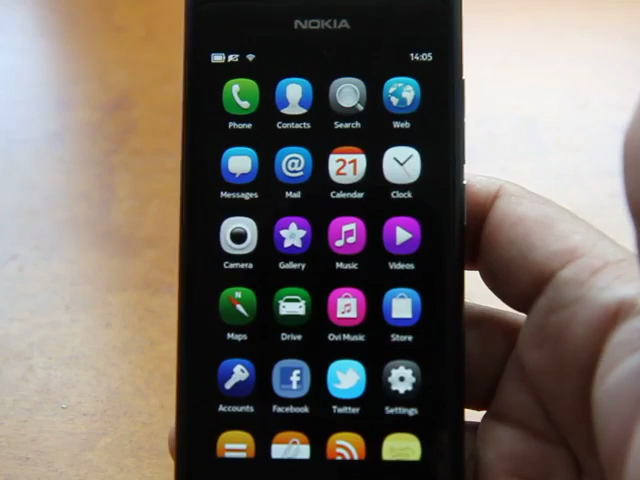 NOKIA
14:05
Phone Contacts Search Web
@
21
Messages Mail Calendar Clock
Camera Gallery Music Videos
N
Maps Drive Ovi Music Store
f
Accounts Facebook Twitter Settings